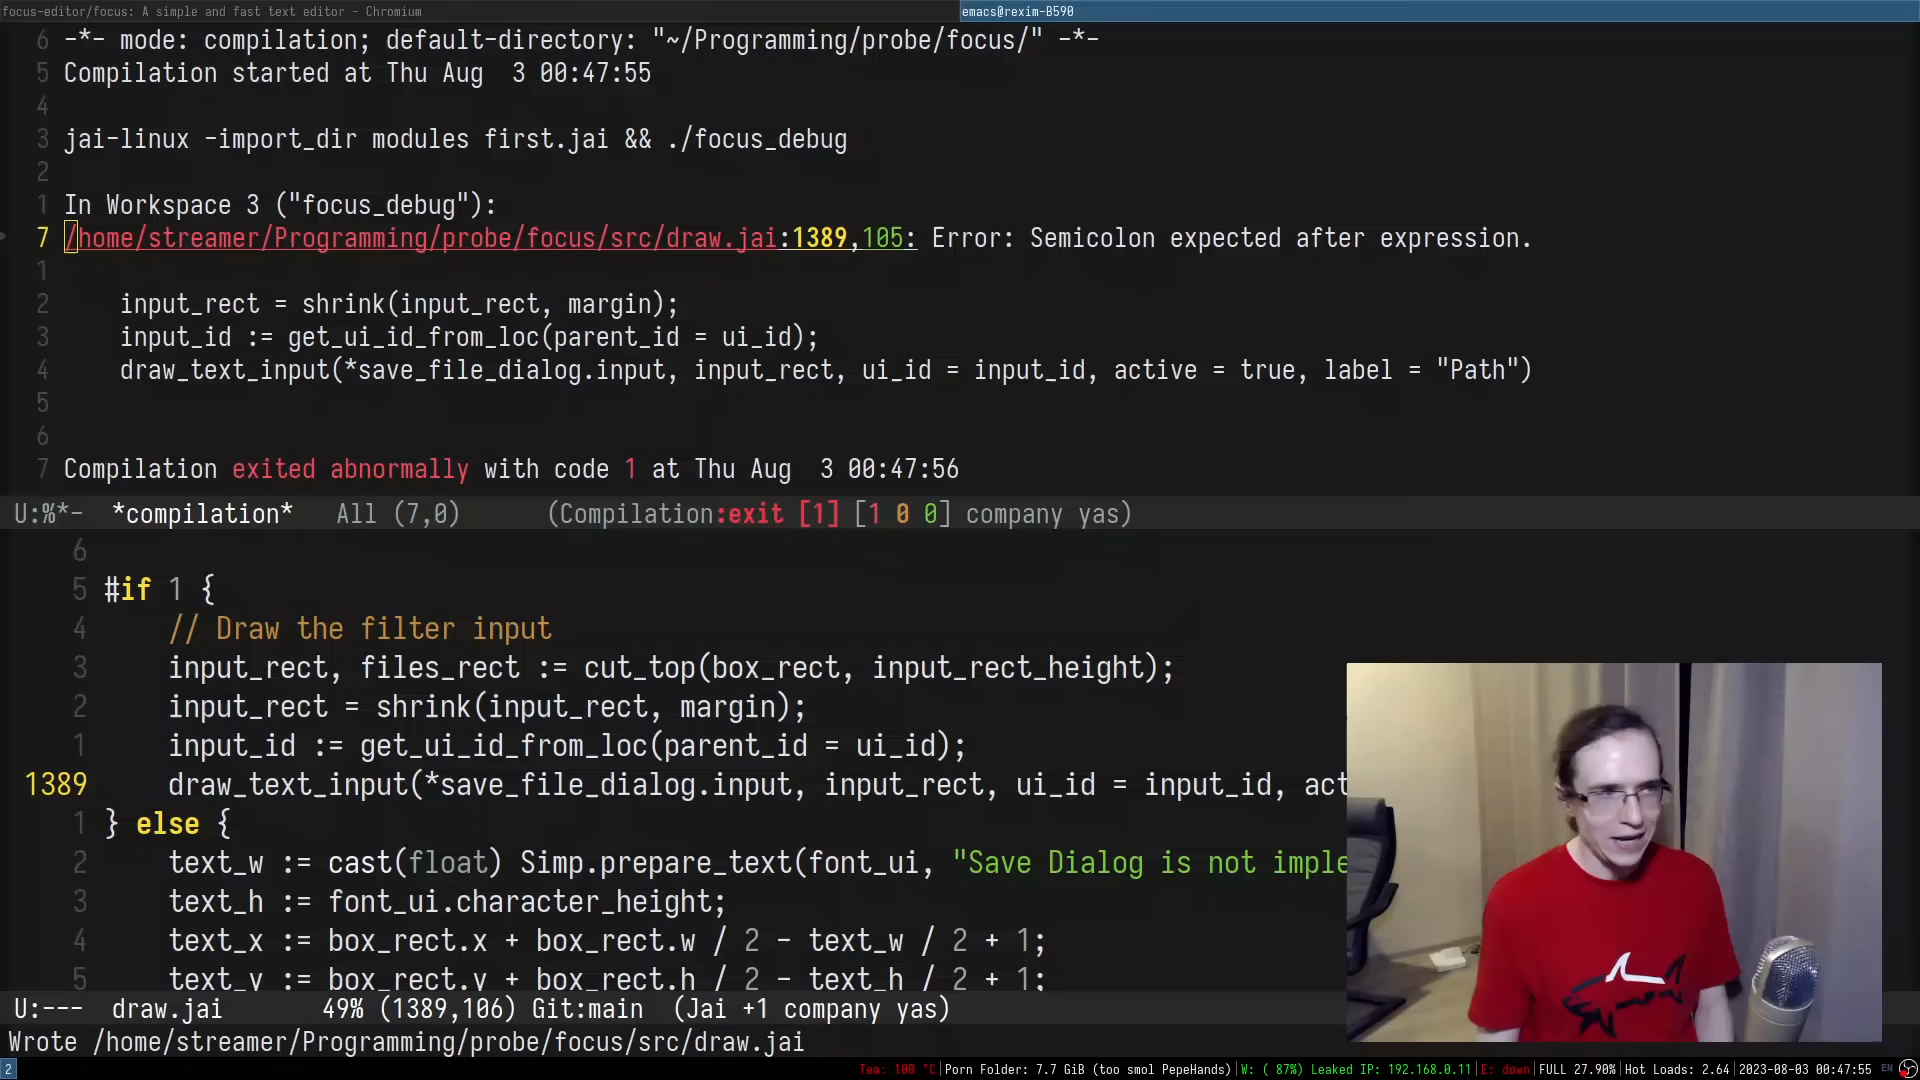 focus-editor/focus: A simple and fast text editor - Chromium
emacs@rexim-B590
6 -*- mode: compilation; default-directory: "~/Programming/probe/focus/" -*-
5 Compilation started at Thu Aug  3 00:47:55
4
3 jai-linux -import_dir modules first.jai && ./focus_debug
2
1 In Workspace 3 ("focus_debug"):
7 /home/streamer/Programming/probe/focus/src/draw.jai:1389,105: Error: Semicolon expected after expression.
1
2     input_rect = shrink(input_rect, margin);
3     input_id := get_ui_id_from_loc(parent_id = ui_id);
4     draw_text_input(*save_file_dialog.input, input_rect, ui_id = input_id, active = true, label = "Path")
5
6
7 Compilation exited abnormally with code 1 at Thu Aug  3 00:47:56
U:%*-  *compilation*   All (7,0)      (Compilation:exit [1] [1 0 0] company yas)
6
5 #if 1 {
4     // Draw the filter input
3     input_rect, files_rect := cut_top(box_rect, input_rect_height);
2     input_rect = shrink(input_rect, margin);
1     input_id := get_ui_id_from_loc(parent_id = ui_id);
1389     draw_text_input(*save_file_dialog.input, input_rect, ui_id = input_id, act
1 } else {
2     text_w := cast(float) Simp.prepare_text(font_ui, "Save Dialog is not imple
3     text_h := font_ui.character_height;
4     text_x := box_rect.x + box_rect.w / 2 - text_w / 2 + 1;
5     text_y := box_rect.y + box_rect.h / 2 - text_h / 2 + 1;
U:---  draw.jai      49% (1389,106) Git:main  (Jai +1 company yas)
Wrote /home/streamer/Programming/probe/focus/src/draw.jai
2
Tea: 100 °C|Porn Folder: 7.7 GiB (too smol PepeHands)|W: ( 87%) Leaked IP: 192.168.0.11|E: down|FULL 27.90%|Hot Loads: 2.64|2023-08-03 00:47:55 EN